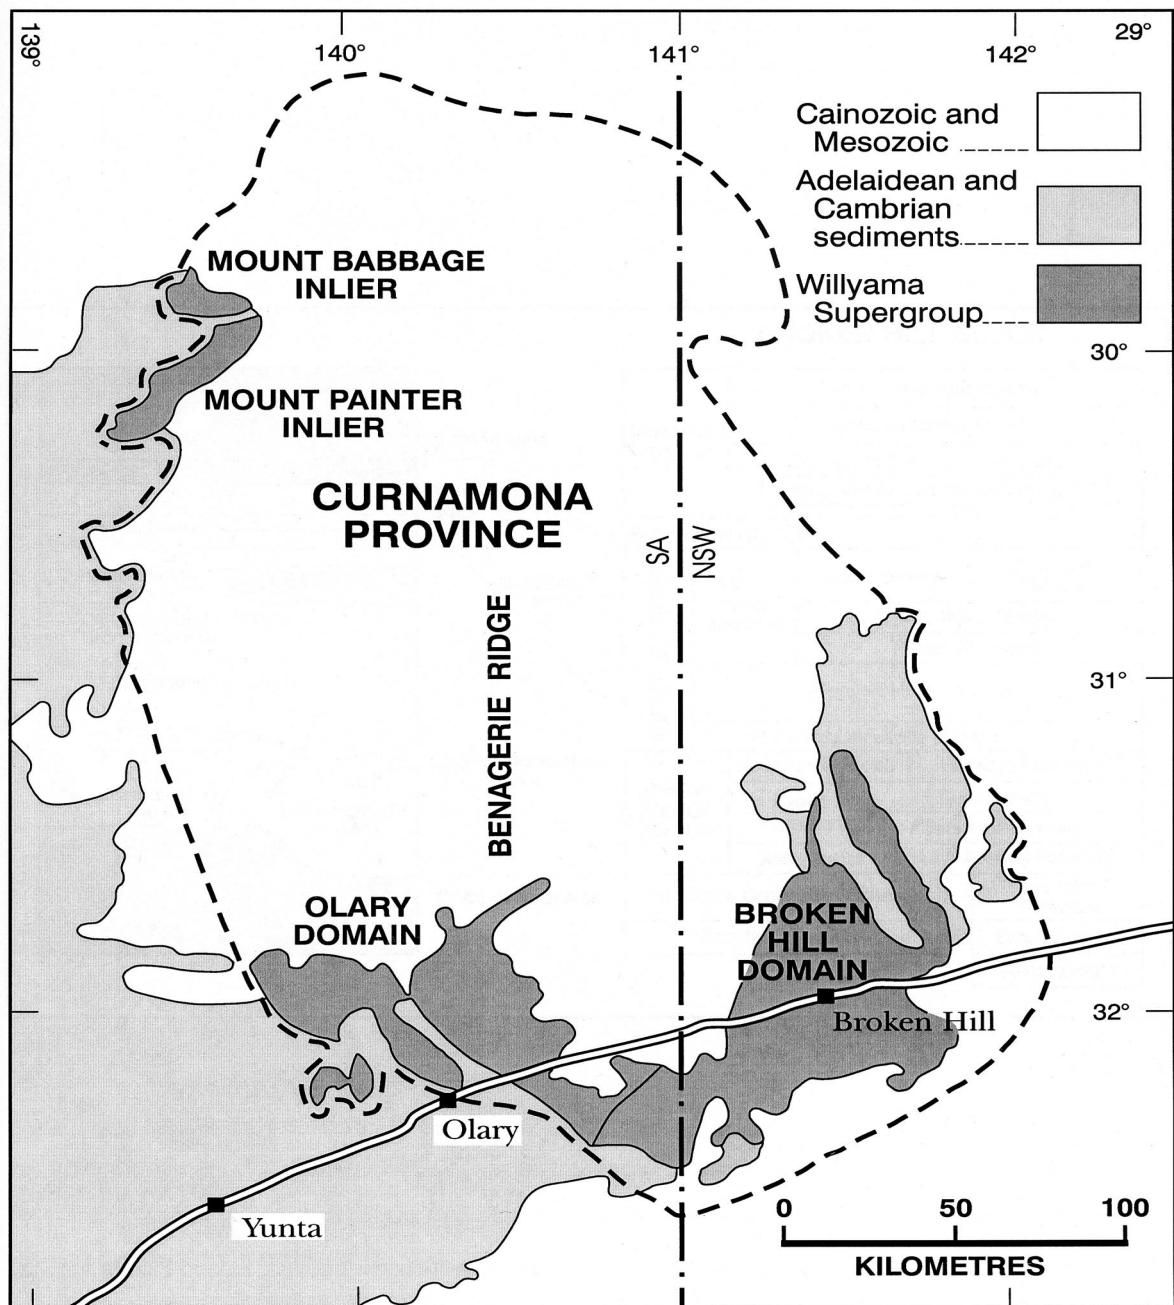 139°
140°
141°
142°
29°
Cainozoic and
Mesozoic
Adelaidean and
Cambrian
sediments
Willyama
Supergroup
MOUNT BABBAGE
INLIER
30°
MOUNT PAINTER
INLIER
CURNAMONA
PROVINCE
SA
NSW
BENAGERIE RIDGE
31°
OLARY
DOMAIN
BROKEN
HILL
DOMAIN
32°
Broken Hill
Olary
Yunta
0 50 100
KILOMETRES